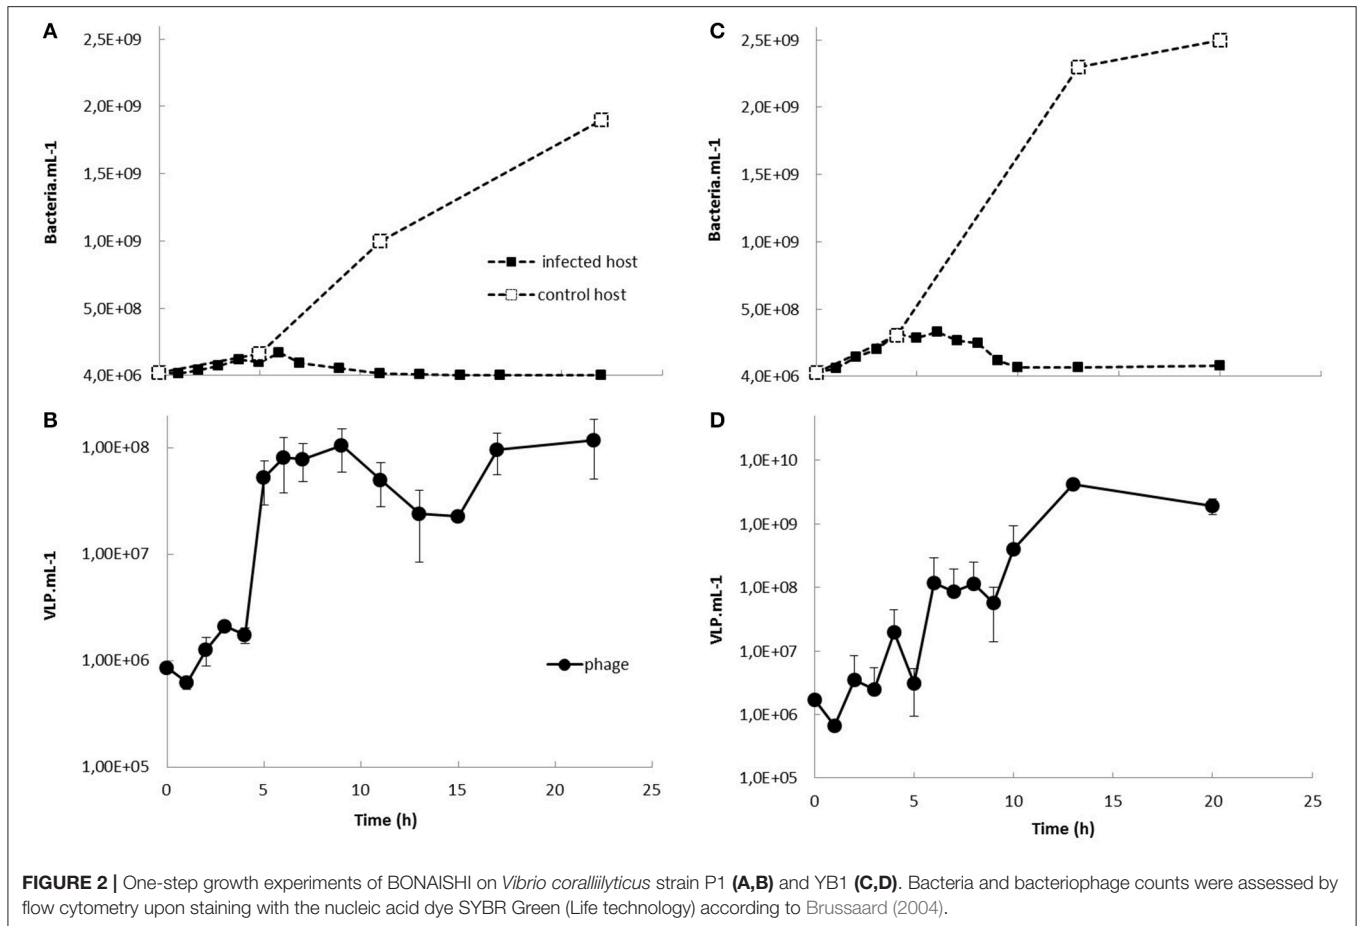 A
2,5E+09
2,0E+09
1,5E+09
1,0E+09
5,0E+08
4,0E+06
Bacteria.mL-1
infected host
control host
C
2,5E+09
2,0E+09
1,5E+09
1,0E+09
5,0E+08
4,0E+06
Bacteria.mL-1
B
1,00E+08
1,00E+07
1,00E+06
1,00E+05
VLP.mL-1
phage
0 5 10 15 20 25
Time (h)
D
1,0E+10
1,0E+09
1,0E+08
1,0E+07
1,0E+06
1,0E+05
VLP.mL-1
0 5 10 15 20 25
Time (h)
FIGURE 2 | One-step growth experiments of BONAISHI on Vibrio coralliilyticus strain P1 (A,B) and YB1 (C,D). Bacteria and bacteriophage counts were assessed by
flow cytometry upon staining with the nucleic acid dye SYBR Green (Life technology) according to Brussaard (2004).